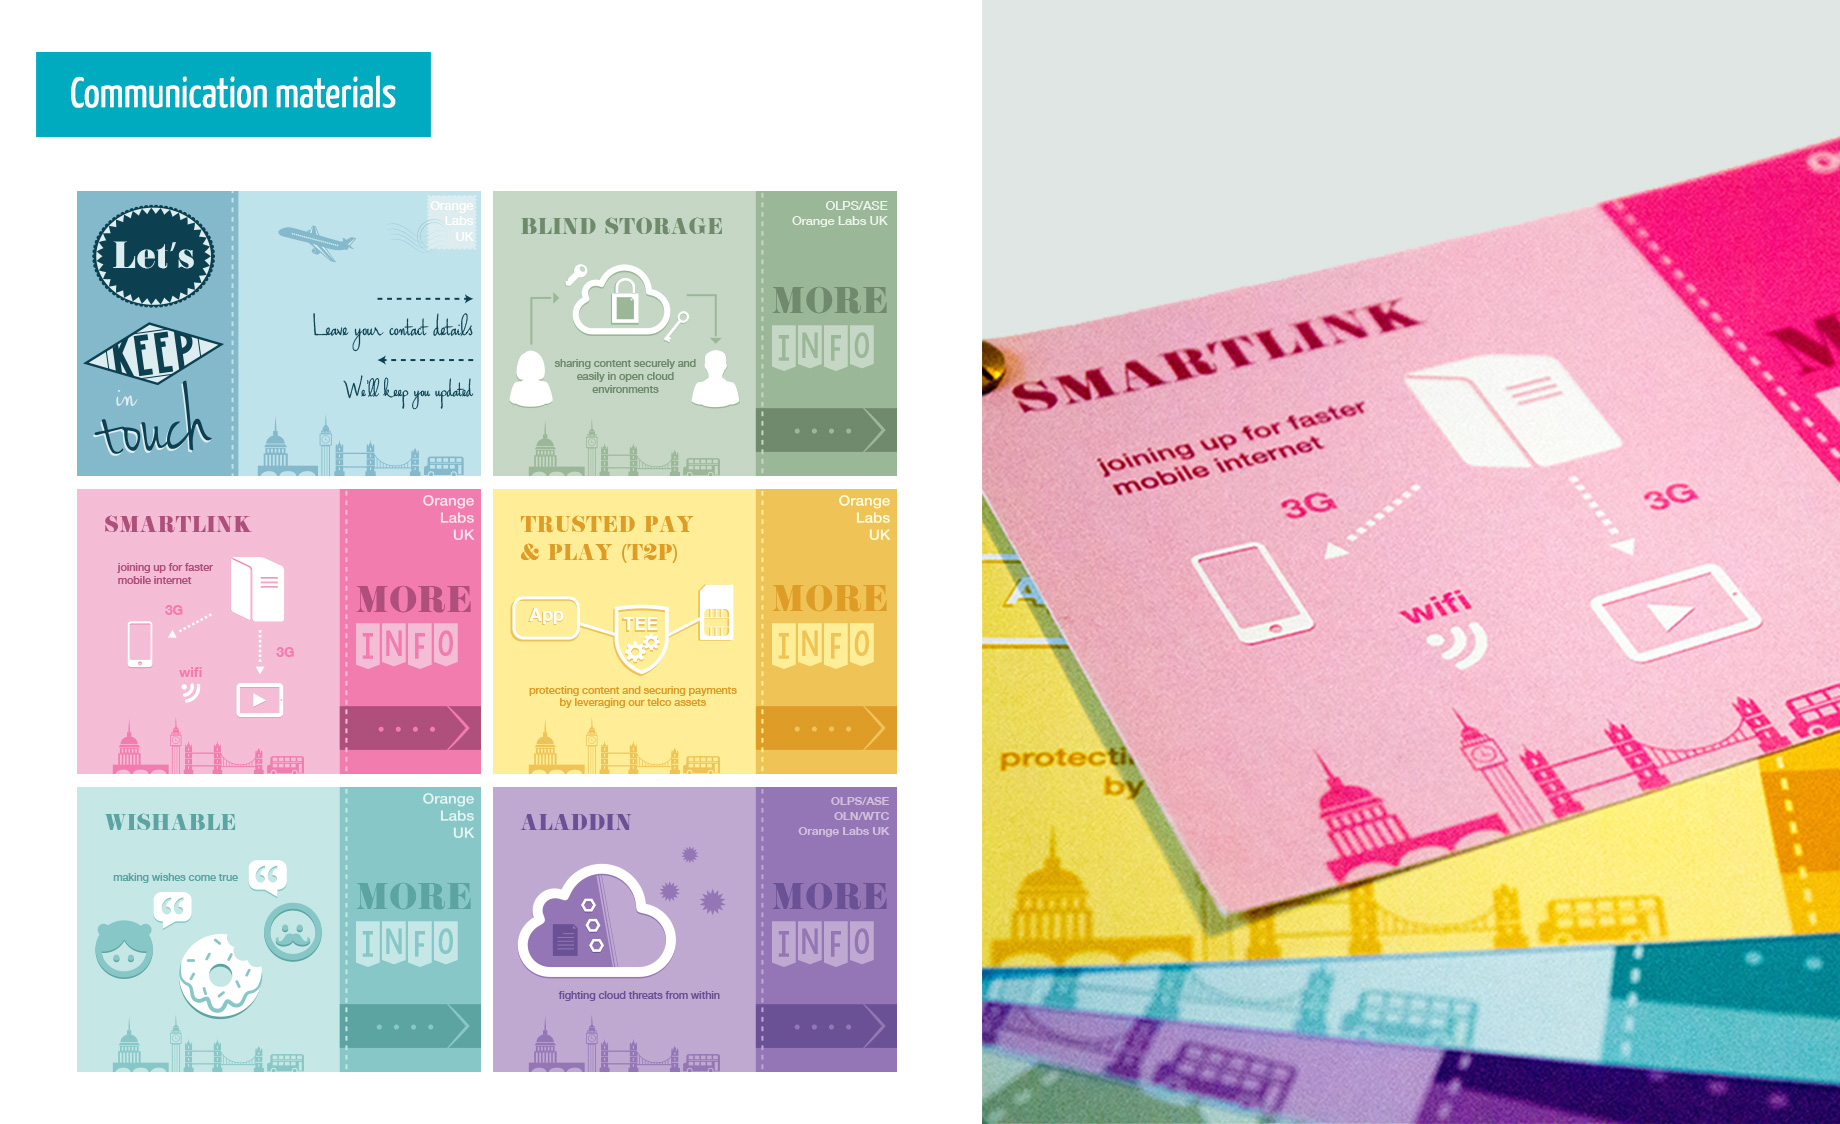 Communication materials
Let's
KEEP
in
touch
Orange
Labs
UK
Leave your contact details
We'll keep you updated
BLIND STORAGE
OLPS/ASE
Orange Labs UK
sharing content securely and
easily in open cloud
environments
MORE
INFO
SMARTLINK
joining up for faster
mobile internet
3G
3G
wifi
Orange
Labs
UK
MORE
INFO
TRUSTED PAY
& PLAY (T2P)
App
TEE
protecting content and securing payments
by leveraging our telco assets
Orange
Labs
UK
MORE
INFO
WISHABLE
making wishes come true
Orange
Labs
UK
MORE
INFO
ALADDIN
fighting cloud threats from within
OLPS/ASE
OLN/WTC
Orange Labs UK
MORE
INFO
SMARTLINK
joining up for faster
mobile internet
3G
3G
wifi
by